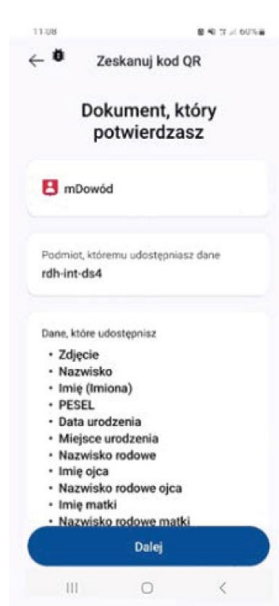 11:08
60%
Zeskanuj kod QR
Dokument, który
potwierdzasz
mDowód
Podmiot, któremu udostępniasz dane
rdh-int-ds4
Dane, które udostępnisz
• Zdjęcie
• Nazwisko
• Imię (Imiona)
• PESEL
• Data urodzenia
• Miejsce urodzenia
• Nazwisko rodowe
• Imię ojca
• Nazwisko rodowe ojca
• Imię matki
• Nazwisko rodowe matki
Dalej